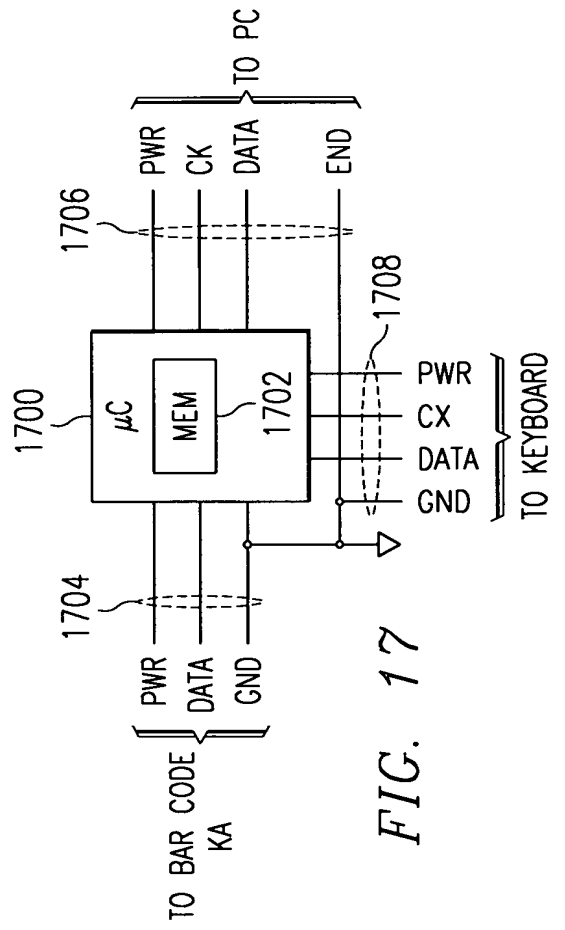 1700
1706
1704
1708
µC
MEM
1702
PWR
DATA
GND
TO BAR CODE
KA
PWR
CK
DATA
END
TO PC
PWR
CX
DATA
GND
TO KEYBOARD
FIG. 17